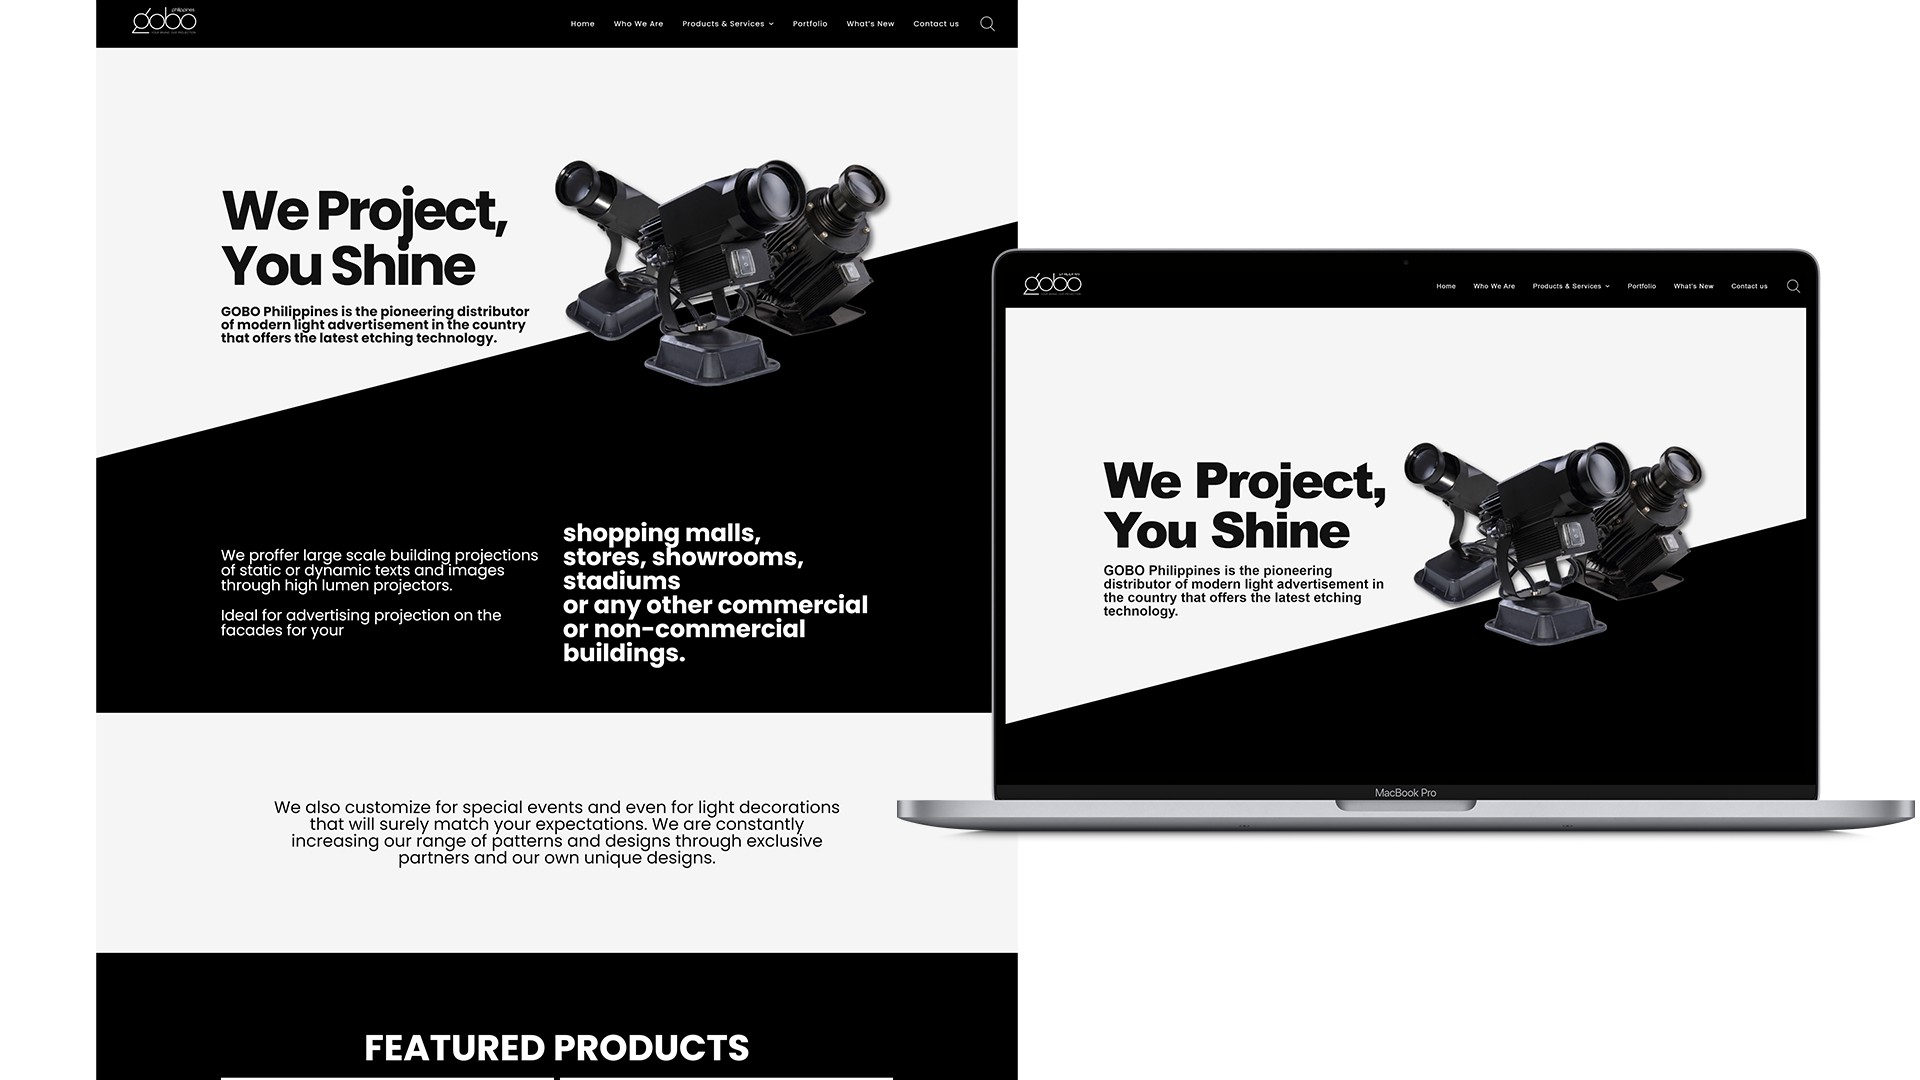 gobo
philippines
Home
Who We Are
Products & Services
Portfolio
What's New
Contact us
We Project,
You Shine
GOBO Philippines is the pioneering distributor
of modern light advertisement in the country
that offers the latest etching technology.
We proffer large scale building projections
of static or dynamic texts and images
through high lumen projectors.
Ideal for advertising projection on the
facades for your
shopping malls,
stores, showrooms,
stadiums
or any other commercial
or non-commercial
buildings.
We also customize for special events and even for light decorations
that will surely match your expectations. We are constantly
increasing our range of patterns and designs through exclusive
partners and our own unique designs.
FEATURED PRODUCTS
gobo
Home
Who We Are
Products & Services
Portfolio
What's New
Contact us
We Project,
You Shine
GOBO Philippines is the pioneering
distributor of modern light advertisement in
the country that offers the latest etching
technology.
MacBook Pro